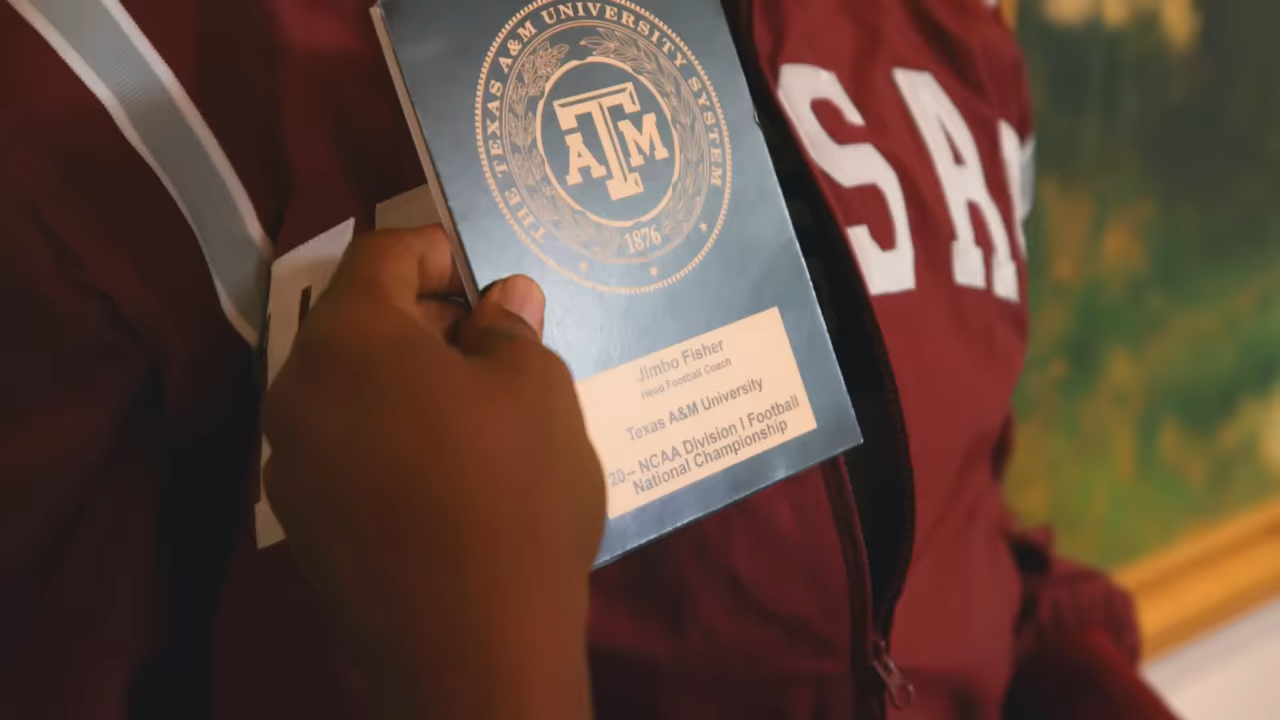 THE TEXAS A&M UNIVERSITY SYSTEM
ATM
1876
Jimbo Fisher
Head Football Coach
Texas A&M University
20-- NCAA Division I Football
National Championship
SA